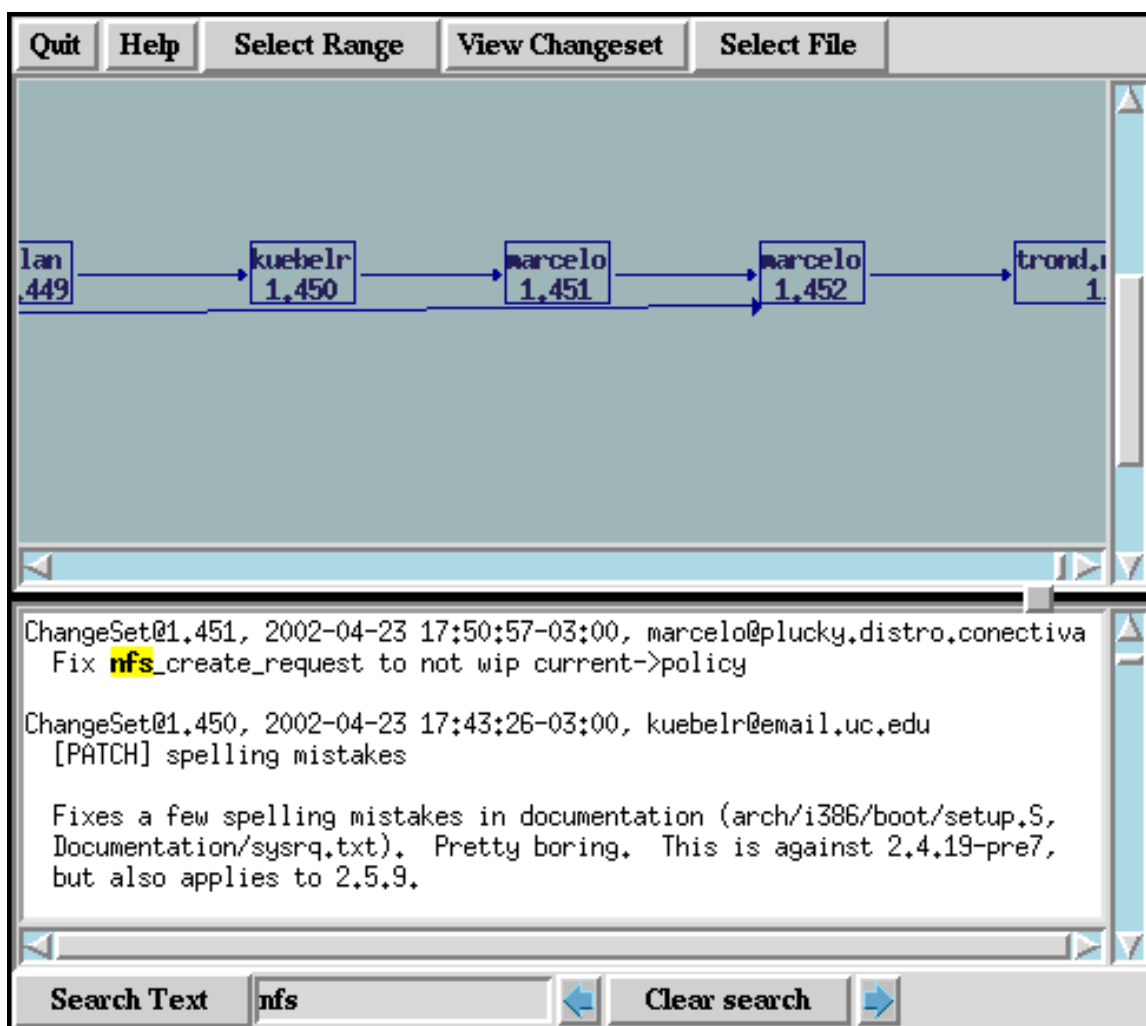 Quit Help Select Range View Changeset Select File
lan kuebelr marcelo marcelo trond.
.449 1.450 1.451 1.452 1.
ChangeSet@1.451, 2002-04-23 17:50:57-03:00, marcelo@plucky.distro.conectiva
Fix nfs_create_request to not wip current->policy
ChangeSet@1.450, 2002-04-23 17:43:26-03:00, kuebelr@email.uc.edu
[PATCH] spelling mistakes
Fixes a few spelling mistakes in documentation (arch/i386/boot/setup.S,
Documentation/sysrq.txt).  Pretty boring.  This is against 2.4.19-pre7,
but also applies to 2.5.9.
Search Text nfs Clear search